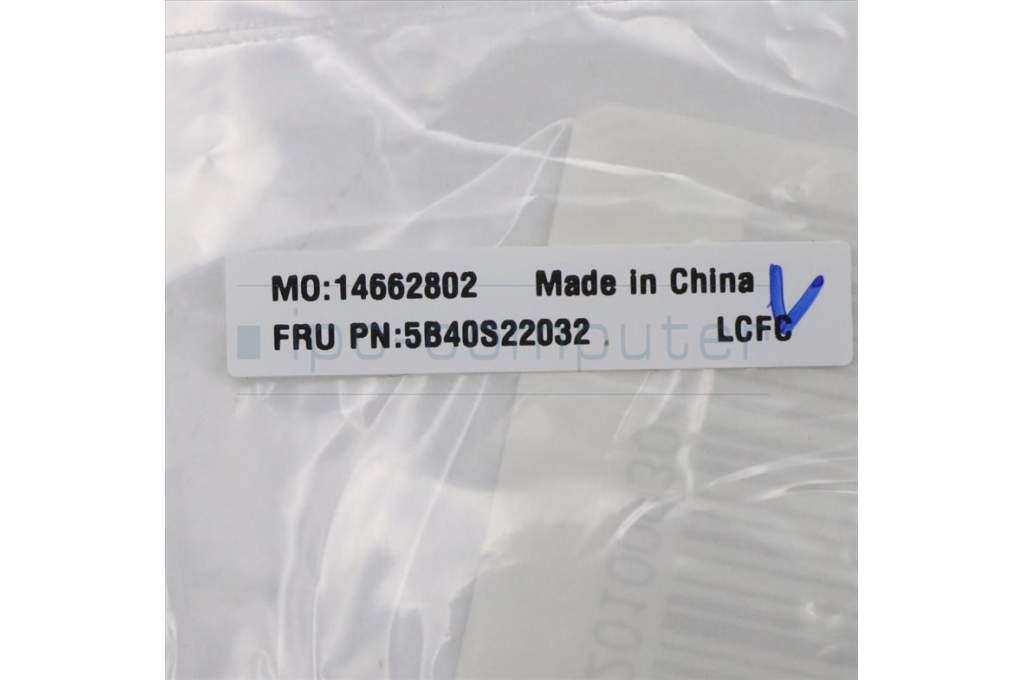 MO:14662802 Made in China
FRU PN:5B40S22032 LCFC
ipc-computer